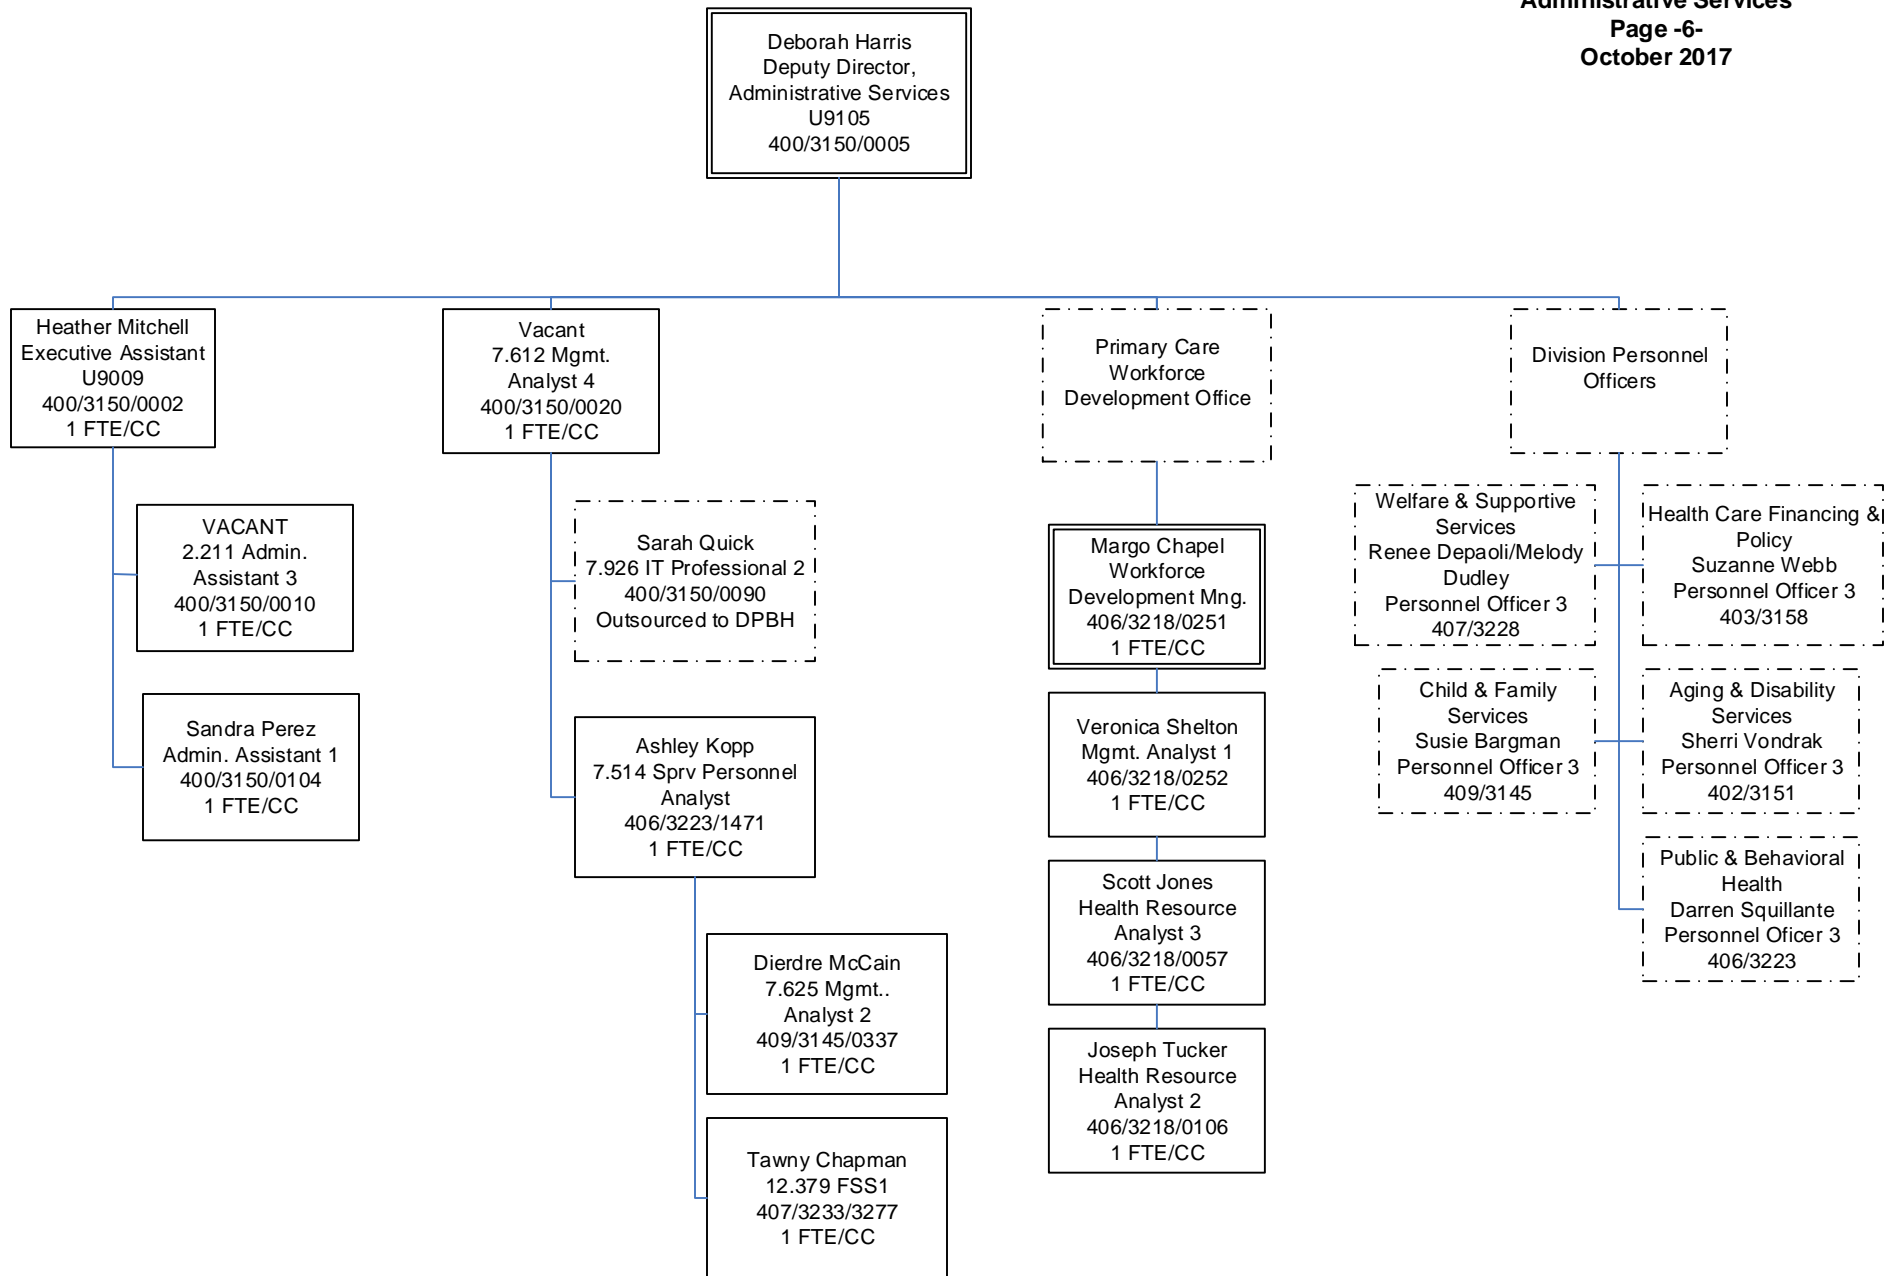 Administrative Services
Page -6-
October 2017
Deborah Harris
Deputy Director,
Administrative Services
U9105
400/3150/0005
Heather Mitchell
Executive Assistant
U9009
400/3150/0002
1 FTE/CC
VACANT
2.211 Admin.
Assistant 3
400/3150/0010
1 FTE/CC
Sandra Perez
Admin. Assistant 1
400/3150/0104
1 FTE/CC
Vacant
7.612 Mgmt.
Analyst 4
400/3150/0020
1 FTE/CC
Sarah Quick
7.926 IT Professional 2
400/3150/0090
Outsourced to DPBH
Ashley Kopp
7.514 Sprv Personnel
Analyst
406/3223/1471
1 FTE/CC
Dierdre McCain
7.625 Mgmt..
Analyst 2
409/3145/0337
1 FTE/CC
Tawny Chapman
12.379 FSS1
407/3233/3277
1 FTE/CC
Primary Care
Workforce
Development Office
Margo Chapel
Workforce
Development Mng.
406/3218/0251
1 FTE/CC
Veronica Shelton
Mgmt. Analyst 1
406/3218/0252
1 FTE/CC
Scott Jones
Health Resource
Analyst 3
406/3218/0057
1 FTE/CC
Joseph Tucker
Health Resource
Analyst 2
406/3218/0106
1 FTE/CC
Division Personnel
Officers
Welfare & Supportive
Services
Renee Depaoli/Melody
Dudley
Personnel Officer 3
407/3228
Health Care Financing &
Policy
Suzanne Webb
Personnel Officer 3
403/3158
Child & Family
Services
Susie Bargman
Personnel Officer 3
409/3145
Aging & Disability
Services
Sherri Vondrak
Personnel Officer 3
402/3151
Public & Behavioral
Health
Darren Squillante
Personnel Oficer 3
406/3223